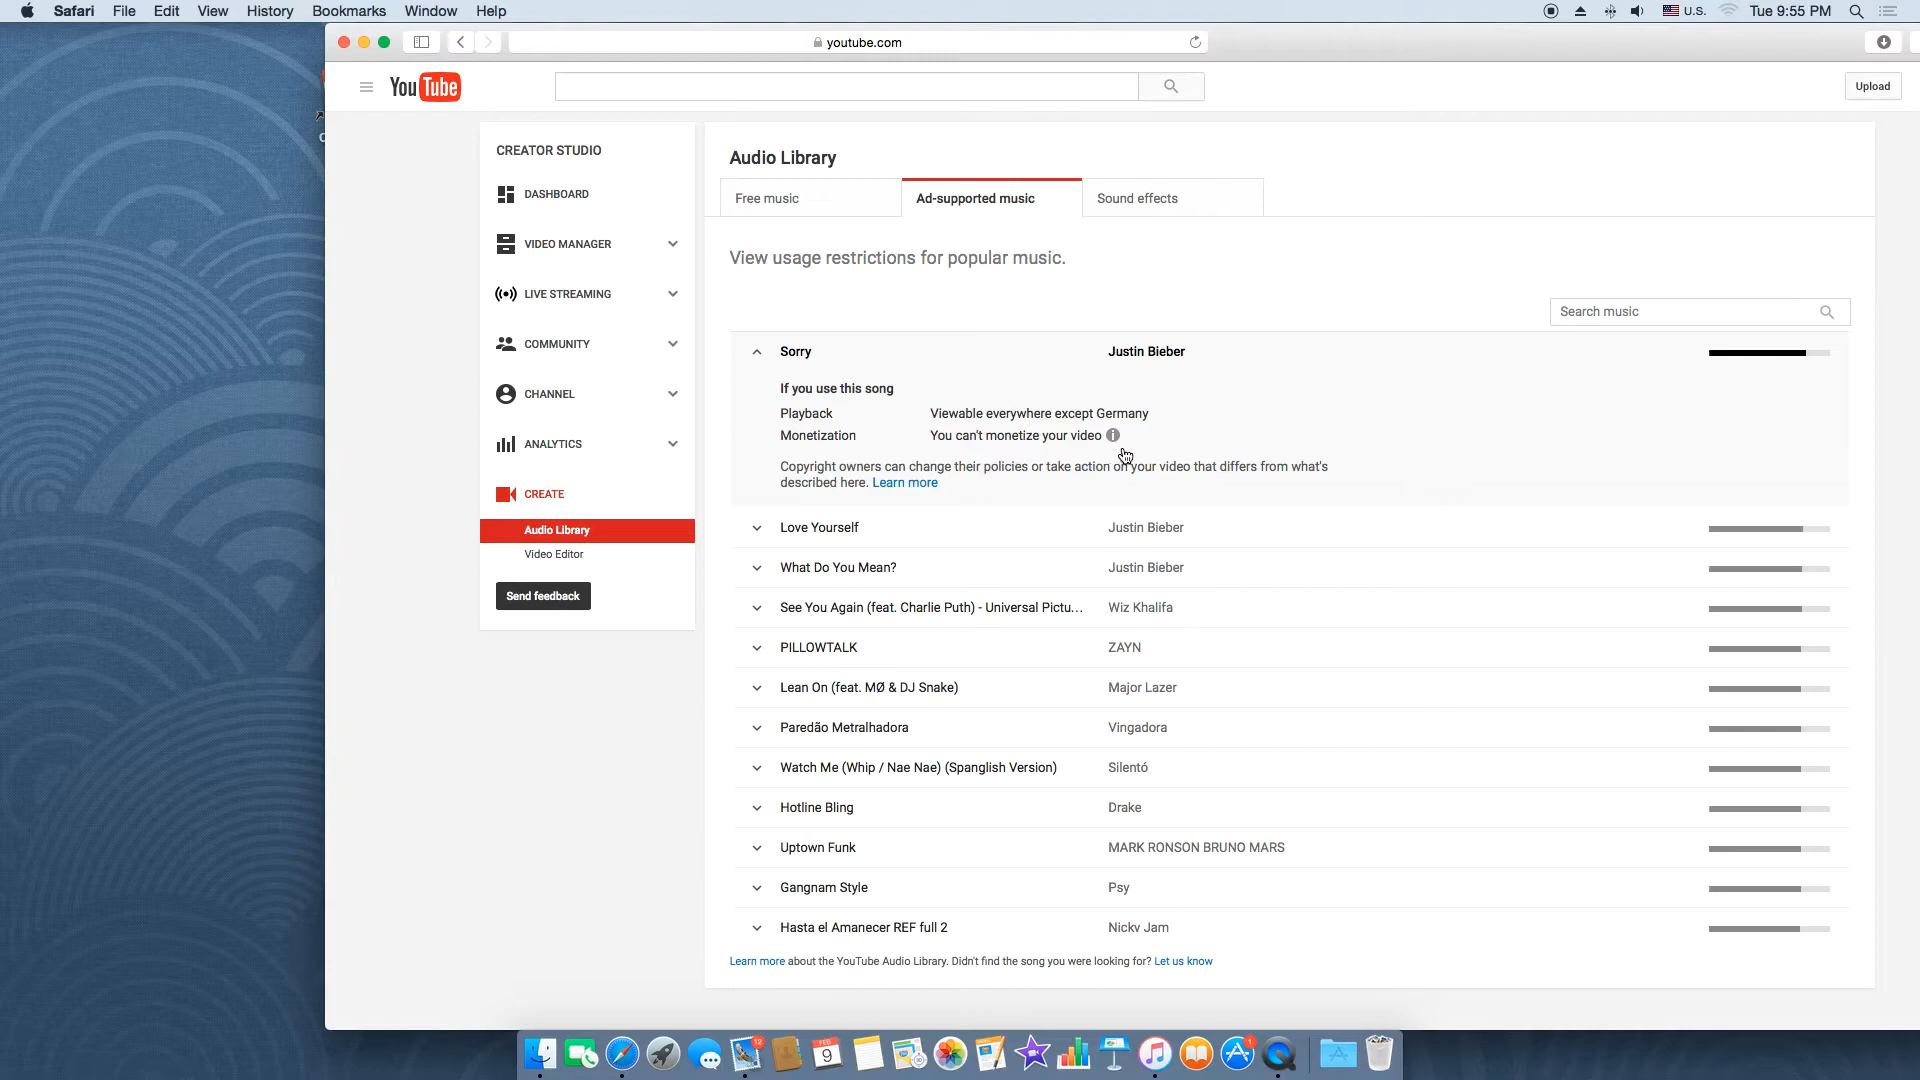 Safari File Edit View History Bookmarks Window Help
U.S. Tue 9:55 PM
youtube.com
YouTube
Upload
CREATOR STUDIO
DASHBOARD
VIDEO MANAGER
LIVE STREAMING
COMMUNITY
CHANNEL
ANALYTICS
CREATE
Audio Library
Video Editor
Send feedback
Audio Library
Free music Ad-supported music Sound effects
View usage restrictions for popular music.
Search music
Sorry Justin Bieber
If you use this song
Playback Viewable everywhere except Germany
Monetization You can't monetize your video
Copyright owners can change their policies or take action on your video that differs from what's
described here. Learn more
Love Yourself Justin Bieber
What Do You Mean? Justin Bieber
See You Again (feat. Charlie Puth) - Universal Pictu... Wiz Khalifa
PILLOWTALK ZAYN
Lean On (feat. MØ & DJ Snake) Major Lazer
Paredão Metralhadora Vingadora
Watch Me (Whip / Nae Nae) (Spanglish Version) Silentó
Hotline Bling Drake
Uptown Funk MARK RONSON BRUNO MARS
Gangnam Style Psy
Hasta el Amanecer REF full 2 Nicky Jam
Learn more about the YouTube Audio Library. Didn't find the song you were looking for? Let us know
12
FEB
9
1